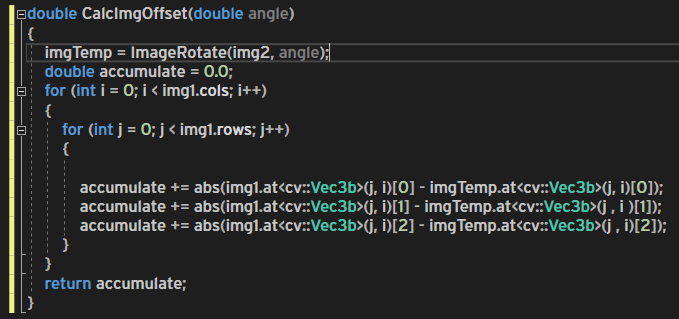 double CalcImgOffset(double angle)
{
imgTemp = ImageRotate(img2, angle);
double accumulate = 0.0;
for (int i = 0; i < img1.cols; i++)
{
for (int j = 0; j < img1.rows; j++)
{
accumulate += abs(img1.at<cv::Vec3b>(j, i)[0] - imgTemp.at<cv::Vec3b>(j, i)[0]);
accumulate += abs(img1.at<cv::Vec3b>(j, i)[1] - imgTemp.at<cv::Vec3b>(j , i )[1]);
accumulate += abs(img1.at<cv::Vec3b>(j, i)[2] - imgTemp.at<cv::Vec3b>(j , i)[2]);
}
}
return accumulate;
}